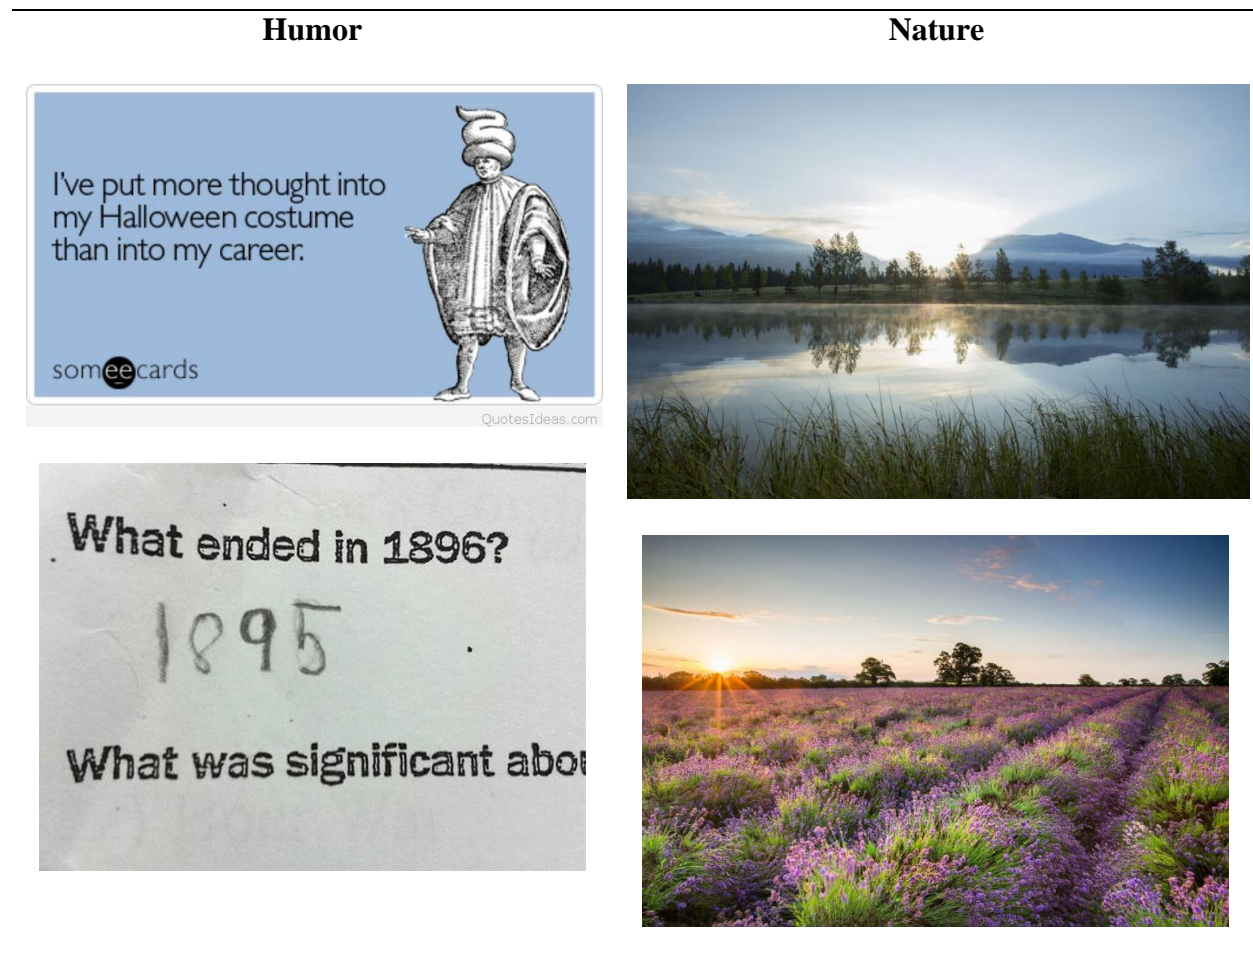 Humor
Nature
I've put more thought into
my Halloween costume
than into my career.
someecards
QuotesIdeas.com
What ended in 1896?
1895
What was significant